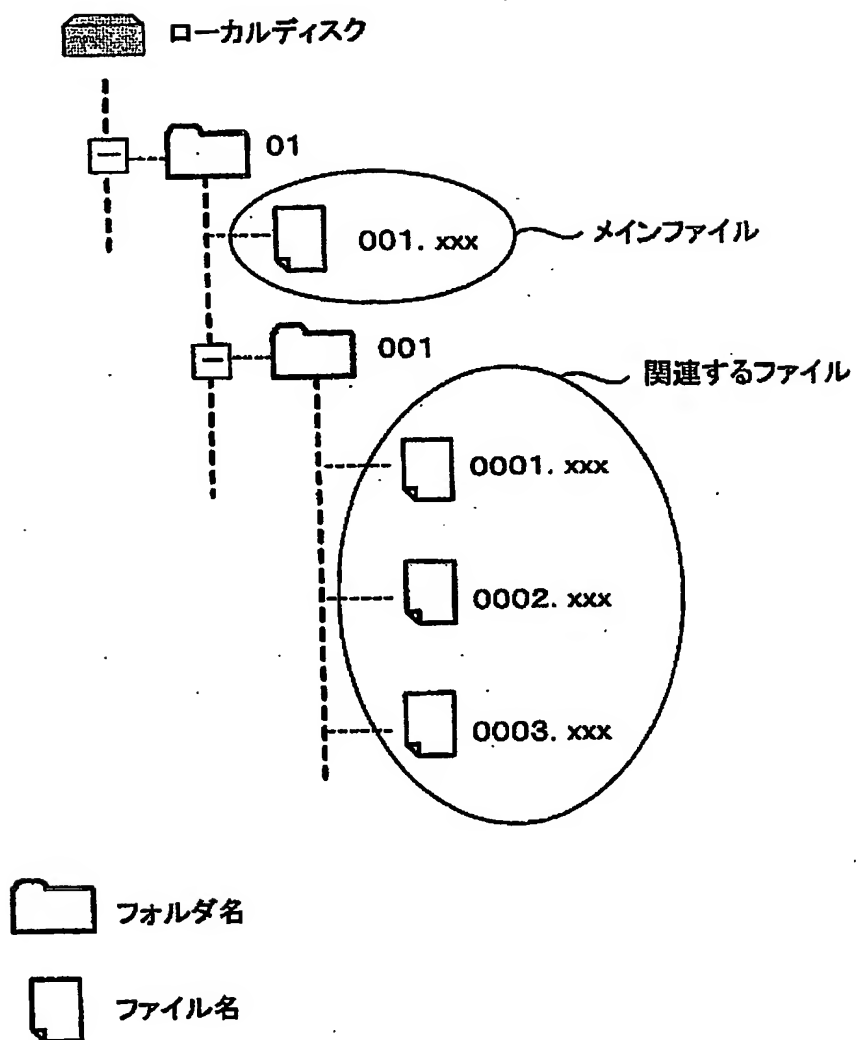 ローカルディスク
01
001. xxx
メインファイル
001
関連するファイル
0001. xxx
0002. xxx
0003. xxx
フォルダ名
ファイル名